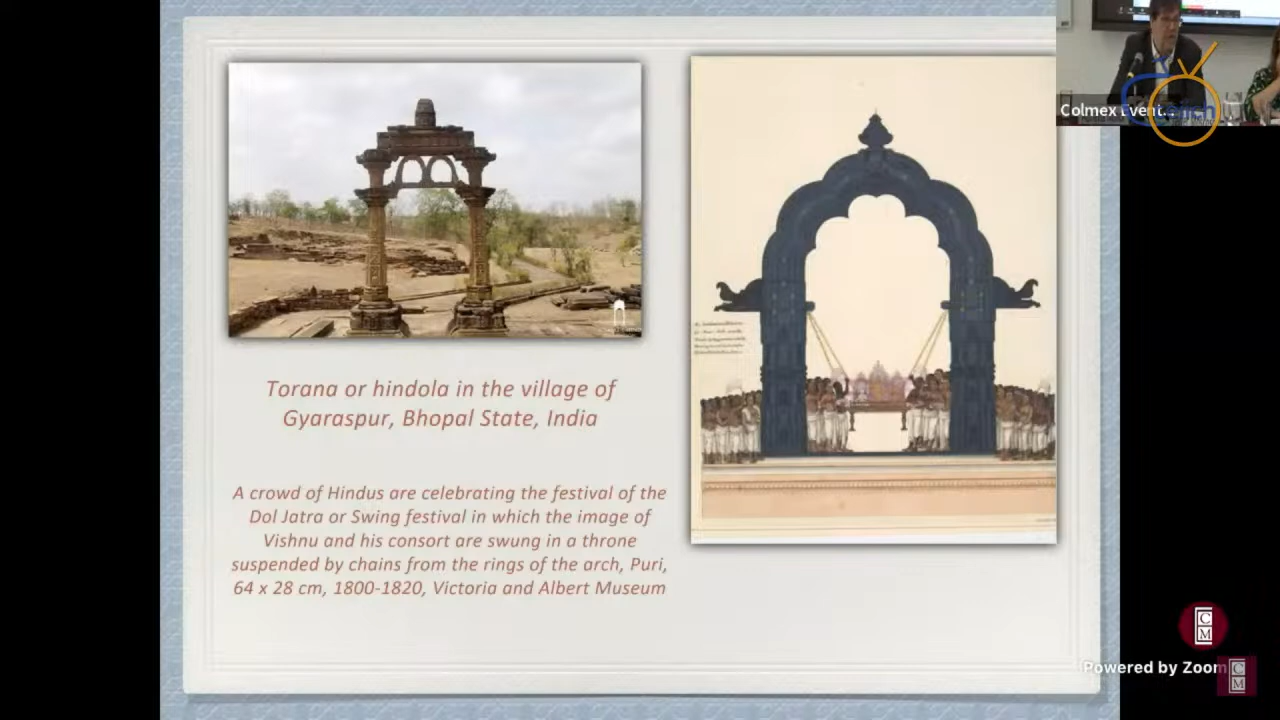 Torana or hindola in the village of
Gyaraspur, Bhopal State, India
A crowd of Hindus are celebrating the festival of the
Dol Jatra or Swing festival in which the image of
Vishnu and his consort are swung in a throne
suspended by chains from the rings of the arch, Puri,
64 x 28 cm, 1800-1820, Victoria and Albert Museum
Colmex Event...
Powered by Zoom
C
M
C
M